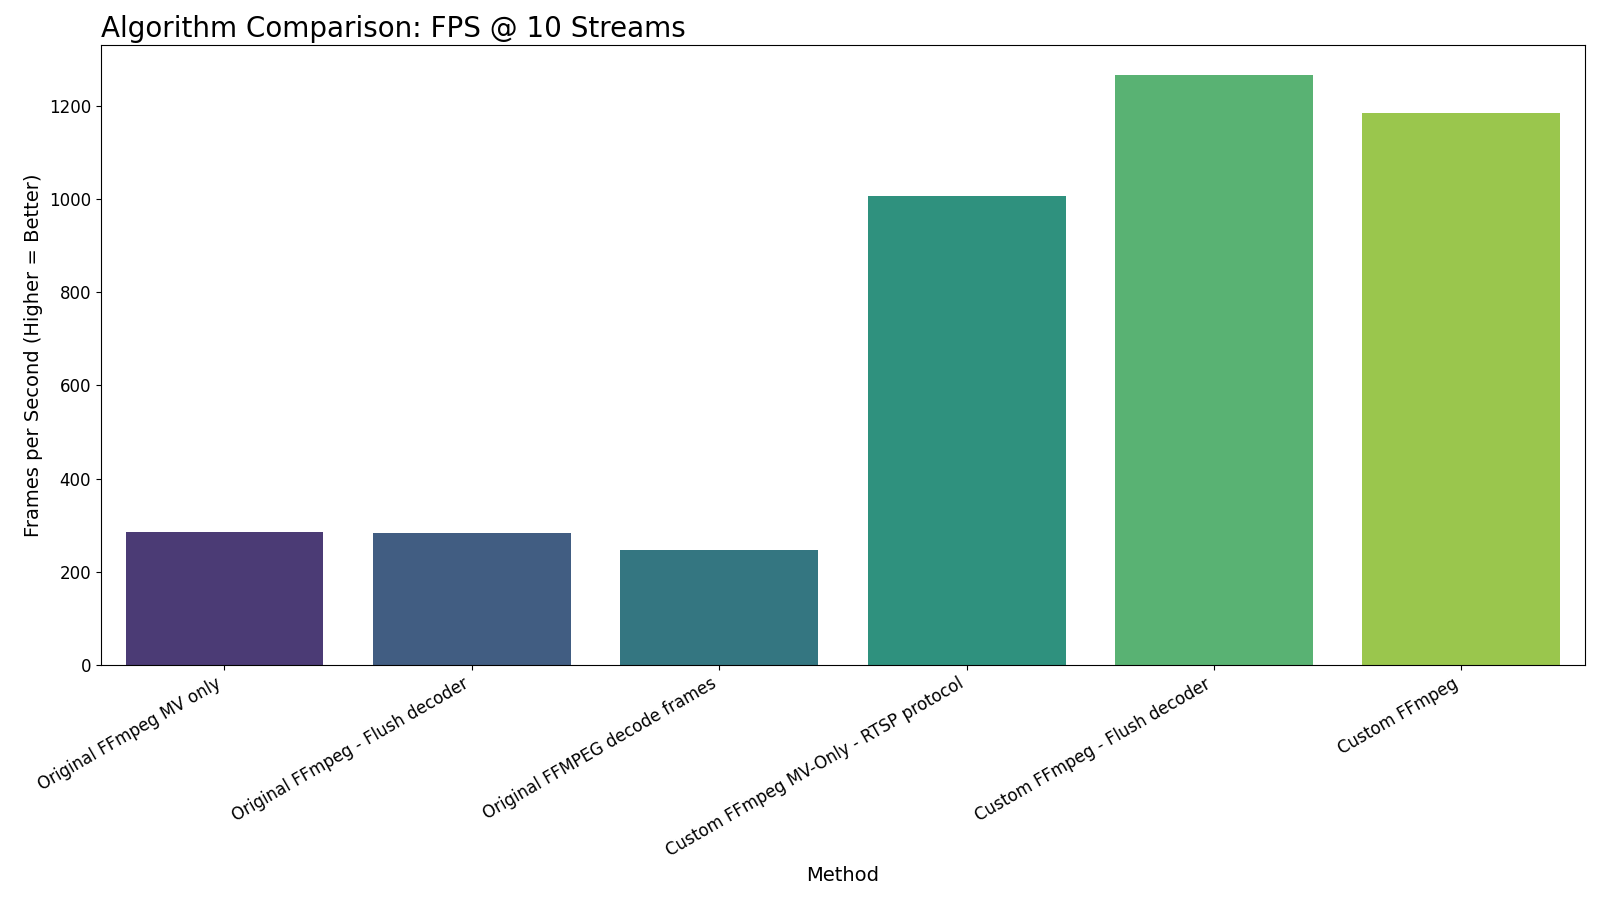 Algorithm Comparison: FPS @ 10 Streams
Frames per Second (Higher = Better)
1200
1000
800
600
400
200
0
Original FFmpeg MV only
Original FFmpeg - Flush decoder
Original FFMPEG decode frames
Custom FFmpeg MV-Only - RTSP protocol
Custom FFmpeg - Flush decoder
Custom FFmpeg
Method